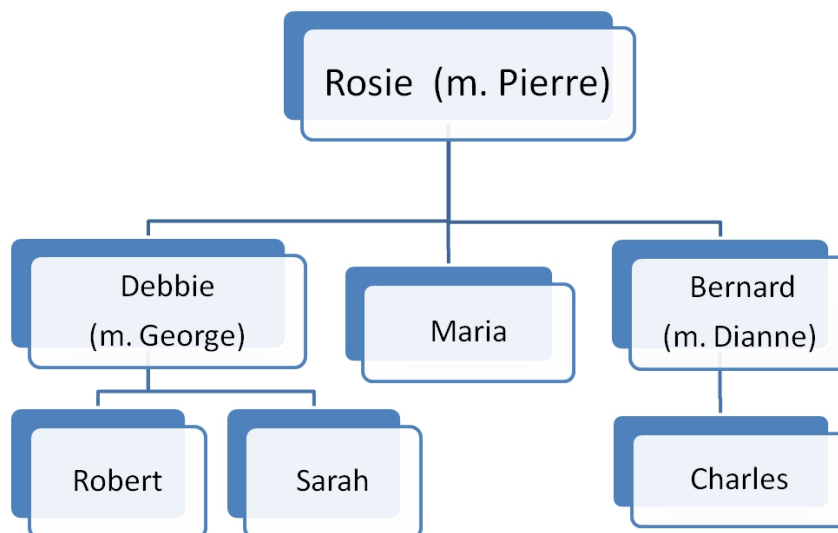 Rosie (m. Pierre)
Debbie
(m. George)
Maria
Bernard
(m. Dianne)
Robert
Sarah
Charles